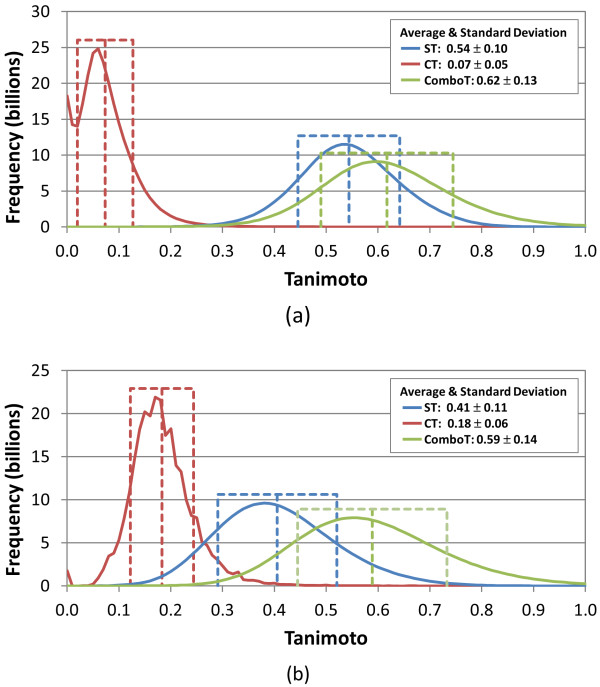 (a)
Frequency (billions)
30
25
20
15
10
5
0
Average & Standard Deviation
ST: 0.54 ± 0.10
CT: 0.07 ± 0.05
ComboT: 0.62 ± 0.13
0.0 0.1 0.2 0.3 0.4 0.5 0.6 0.7 0.8 0.9 1.0
Tanimoto
(a)
Frequency (billions)
25
20
15
10
5
0
Average & Standard Deviation
ST: 0.41 ± 0.11
CT: 0.18 ± 0.06
ComboT: 0.59 ± 0.14
0.0 0.1 0.2 0.3 0.4 0.5 0.6 0.7 0.8 0.9 1.0
Tanimoto
(b)